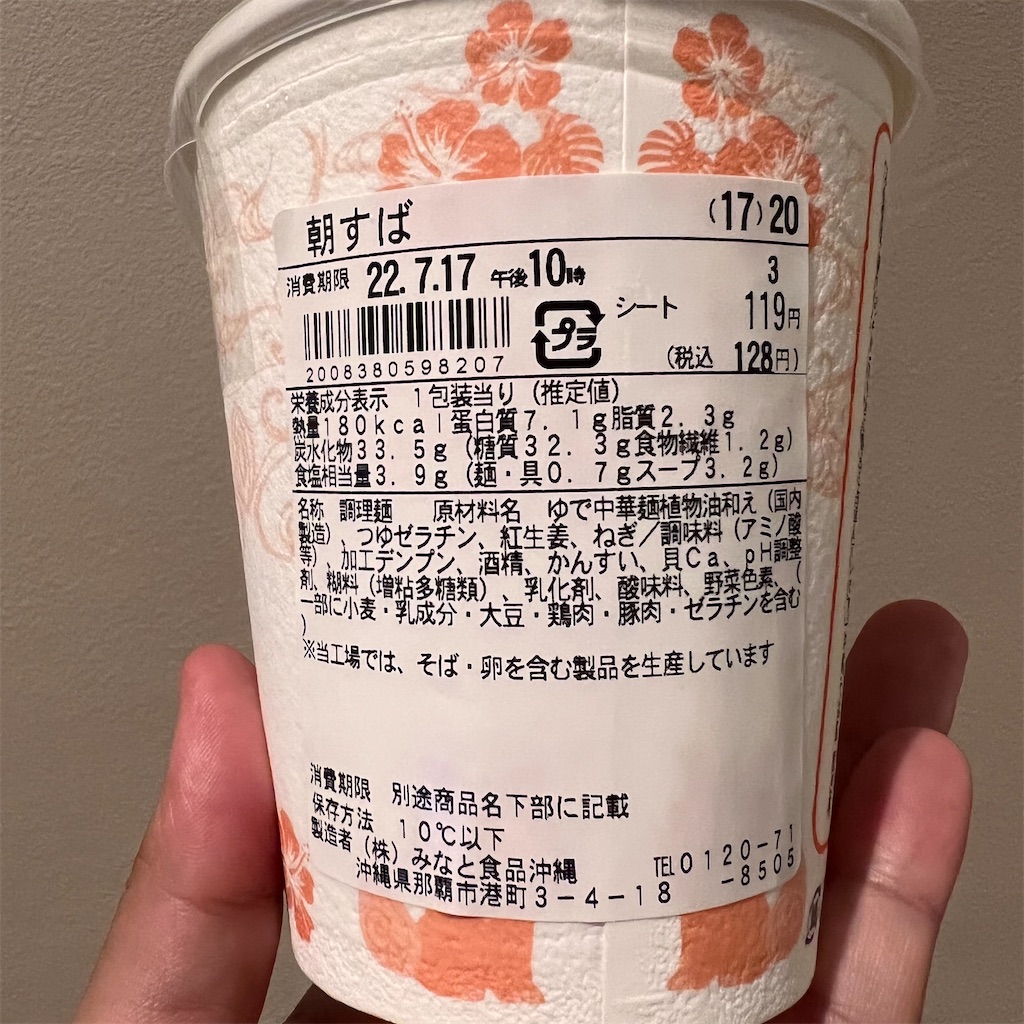 朝すば （17）20
消費期限 22.7.17 午後10時 3
シート 119円
プラ
（税込 128円）
2008380598207
栄養成分表示 1包装当り（推定値）
熱量180kcal蛋白質7.1g脂質2.3g
炭水化物33.5g（糖質32.3g食物繊維1.2g）
食塩相当量3.9g（麺・具0.7gスープ3.2g）
名称 調理麺 原材料名 ゆで中華麺植物油和え（国内
製造）、つゆゼラチン、紅生姜、ねぎ／調味料（アミノ酸
等）、加工デンプン、酒精、かんすい、貝Ca、pH調整
剤、糊料（増粘多糖類）、乳化剤、酸味料、野菜色素、（
一部に小麦・乳成分・大豆・鶏肉・豚肉・ゼラチンを含む
）
※当工場では、そば・卵を含む製品を生産しています
消費期限 別途商品名下部に記載
保存方法 10℃以下
製造者（株）みなと食品沖縄
沖縄県那覇市港町3-4-18
TEL0120-71
-8505